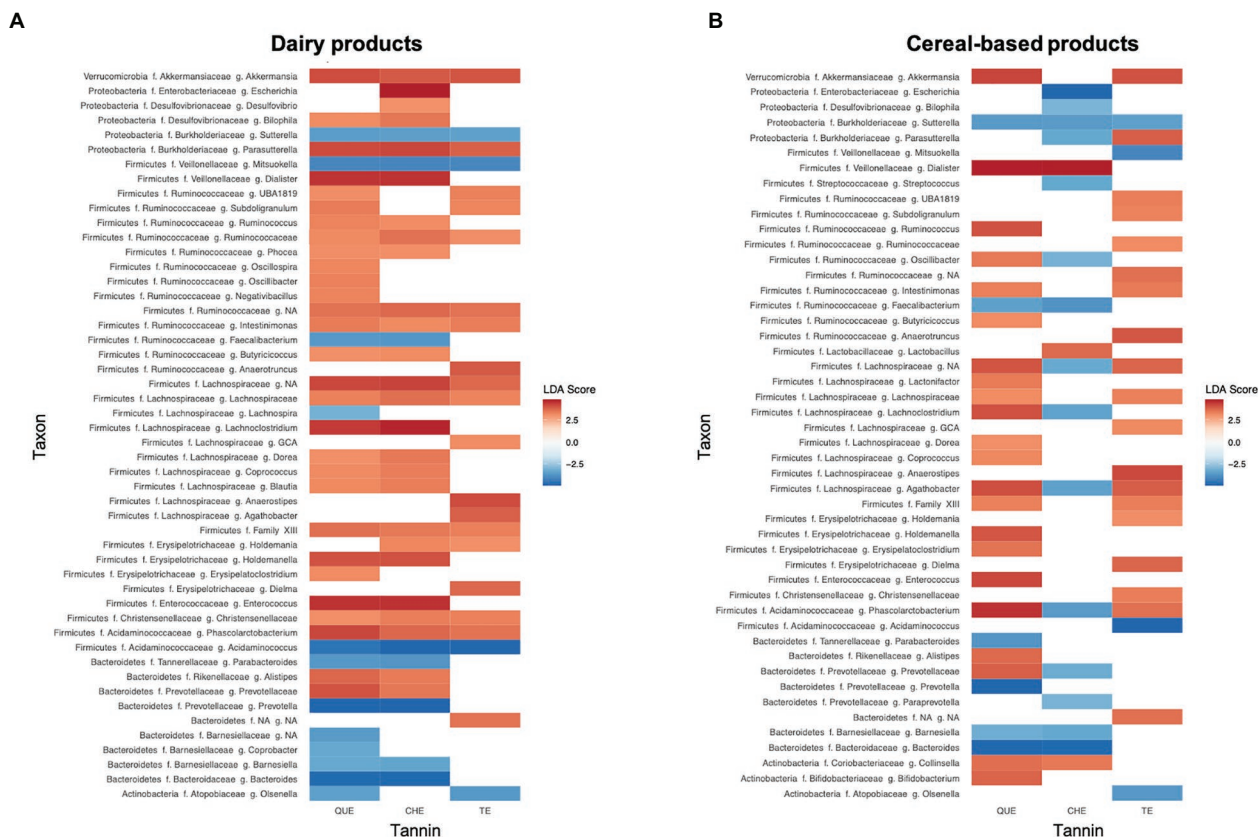 A
Dairy products
Verrucomicrobia f. Akkermansiaceae g. Akkermansia
Proteobacteria f. Enterobacteriaceae g. Escherichia
Proteobacteria f. Desulfovibrionaceae g. Desulfovibrio
Proteobacteria f. Desulfovibrionaceae g. Bilophila
Proteobacteria f. Burkholderiaceae g. Sutterella
Proteobacteria f. Burkholderiaceae g. Parasutterella
Firmicutes f. Veillonellaceae g. Mitsuokella
Firmicutes f. Veillonellaceae g. Dialister
Firmicutes f. Ruminococcaceae g. UBA1819
Firmicutes f. Ruminococcaceae g. Subdoligranulum
Firmicutes f. Ruminococcaceae g. Ruminococcus
Firmicutes f. Ruminococcaceae g. Ruminococcaceae
Firmicutes f. Ruminococcaceae g. Phocea
Firmicutes f. Ruminococcaceae g. Oscillospira
Firmicutes f. Ruminococcaceae g. Oscillibacter
Firmicutes f. Ruminococcaceae g. Negativibacillus
Firmicutes f. Ruminococcaceae g. NA
Firmicutes f. Ruminococcaceae g. Intestinimonas
Firmicutes f. Ruminococcaceae g. Faecalibacterium
Firmicutes f. Ruminococcaceae g. Butyricicoccus
Firmicutes f. Ruminococcaceae g. Anaerotruncus
Firmicutes f. Lachnospiraceae g. NA
Firmicutes f. Lachnospiraceae g. Lachnospiraceae
Firmicutes f. Lachnospiraceae g. Lachnospira
Firmicutes f. Lachnospiraceae g. Lachnoclostridium
Firmicutes f. Lachnospiraceae g. GCA
Firmicutes f. Lachnospiraceae g. Dorea
Firmicutes f. Lachnospiraceae g. Coprococcus
Firmicutes f. Lachnospiraceae g. Blautia
Firmicutes f. Lachnospiraceae g. Anaerostipes
Firmicutes f. Lachnospiraceae g. Agathobacter
Firmicutes f. Family XIII
Firmicutes f. Erysipelotrichaceae g. Holdemania
Firmicutes f. Erysipelotrichaceae g. Holdemanella
Firmicutes f. Erysipelotrichaceae g. Erysipelatoclostridium
Firmicutes f. Erysipelotrichaceae g. Dielma
Firmicutes f. Enterococcaceae g. Enterococcus
Firmicutes f. Christensenellaceae g. Christensenellaceae
Firmicutes f. Acidaminococcaceae g. Phascolarctobacterium
Firmicutes f. Acidaminococcaceae g. Acidaminococcus
Bacteroidetes f. Tannerellaceae g. Parabacteroides
Bacteroidetes f. Rikenellaceae g. Alistipes
Bacteroidetes f. Prevotellaceae g. Prevotellaceae
Bacteroidetes f. Prevotellaceae g. Prevotella
Bacteroidetes f. NA g. NA
Bacteroidetes f. Barnesiellaceae g. NA
Bacteroidetes f. Barnesiellaceae g. Coprobacter
Bacteroidetes f. Barnesiellaceae g. Barnesiella
Bacteroidetes f. Bacteroidaceae g. Bacteroides
Actinobacteria f. Atopobiaceae g. Olsenella
QUE CHE TE
Tannin
Taxon
LDA Score
2.5
0.0
−2.5
B
Cereal-based products
Verrucomicrobia f. Akkermansiaceae g. Akkermansia
Proteobacteria f. Enterobacteriaceae g. Escherichia
Proteobacteria f. Desulfovibrionaceae g. Bilophila
Proteobacteria f. Burkholderiaceae g. Sutterella
Proteobacteria f. Burkholderiaceae g. Parasutterella
Firmicutes f. Veillonellaceae g. Mitsuokella
Firmicutes f. Veillonellaceae g. Dialister
Firmicutes f. Streptococcaceae g. Streptococcus
Firmicutes f. Ruminococcaceae g. UBA1819
Firmicutes f. Ruminococcaceae g. Subdoligranulum
Firmicutes f. Ruminococcaceae g. Ruminococcus
Firmicutes f. Ruminococcaceae g. Ruminococcaceae
Firmicutes f. Ruminococcaceae g. Oscillibacter
Firmicutes f. Ruminococcaceae g. NA
Firmicutes f. Ruminococcaceae g. Intestinimonas
Firmicutes f. Ruminococcaceae g. Faecalibacterium
Firmicutes f. Ruminococcaceae g. Butyricicoccus
Firmicutes f. Ruminococcaceae g. Anaerotruncus
Firmicutes f. Lactobacillaceae g. Lactobacillus
Firmicutes f. Lachnospiraceae g. NA
Firmicutes f. Lachnospiraceae g. Lactonifactor
Firmicutes f. Lachnospiraceae g. Lachnospiraceae
Firmicutes f. Lachnospiraceae g. Lachnoclostridium
Firmicutes f. Lachnospiraceae g. GCA
Firmicutes f. Lachnospiraceae g. Dorea
Firmicutes f. Lachnospiraceae g. Coprococcus
Firmicutes f. Lachnospiraceae g. Anaerostipes
Firmicutes f. Lachnospiraceae g. Agathobacter
Firmicutes f. Family XIII
Firmicutes f. Erysipelotrichaceae g. Holdemania
Firmicutes f. Erysipelotrichaceae g. Holdemanella
Firmicutes f. Erysipelotrichaceae g. Erysipelatoclostridium
Firmicutes f. Erysipelotrichaceae g. Dielma
Firmicutes f. Enterococcaceae g. Enterococcus
Firmicutes f. Christensenellaceae g. Christensenellaceae
Firmicutes f. Acidaminococcaceae g. Phascolarctobacterium
Firmicutes f. Acidaminococcaceae g. Acidaminococcus
Bacteroidetes f. Tannerellaceae g. Parabacteroides
Bacteroidetes f. Rikenellaceae g. Alistipes
Bacteroidetes f. Prevotellaceae g. Prevotellaceae
Bacteroidetes f. Prevotellaceae g. Prevotella
Bacteroidetes f. Prevotellaceae g. Paraprevotella
Bacteroidetes f. NA g. NA
Bacteroidetes f. Barnesiellaceae g. Barnesiella
Bacteroidetes f. Bacteroidaceae g. Bacteroides
Actinobacteria f. Coriobacteriaceae g. Collinsella
Actinobacteria f. Bifidobacteriaceae g. Bifidobacterium
Actinobacteria f. Atopobiaceae g. Olsenella
QUE CHE TE
Tannin
Taxon
LDA Score
2.5
0.0
−2.5